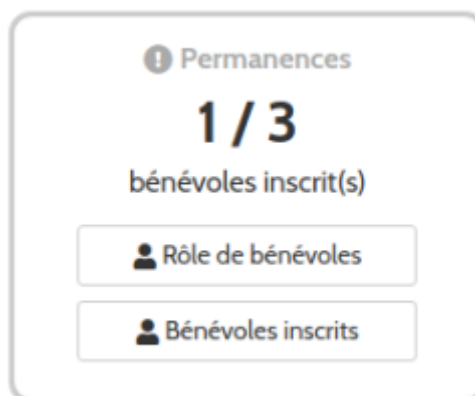 Permanences
1 / 3
bénévoles inscrit(s)
Rôle de bénévoles
Bénévoles inscrits